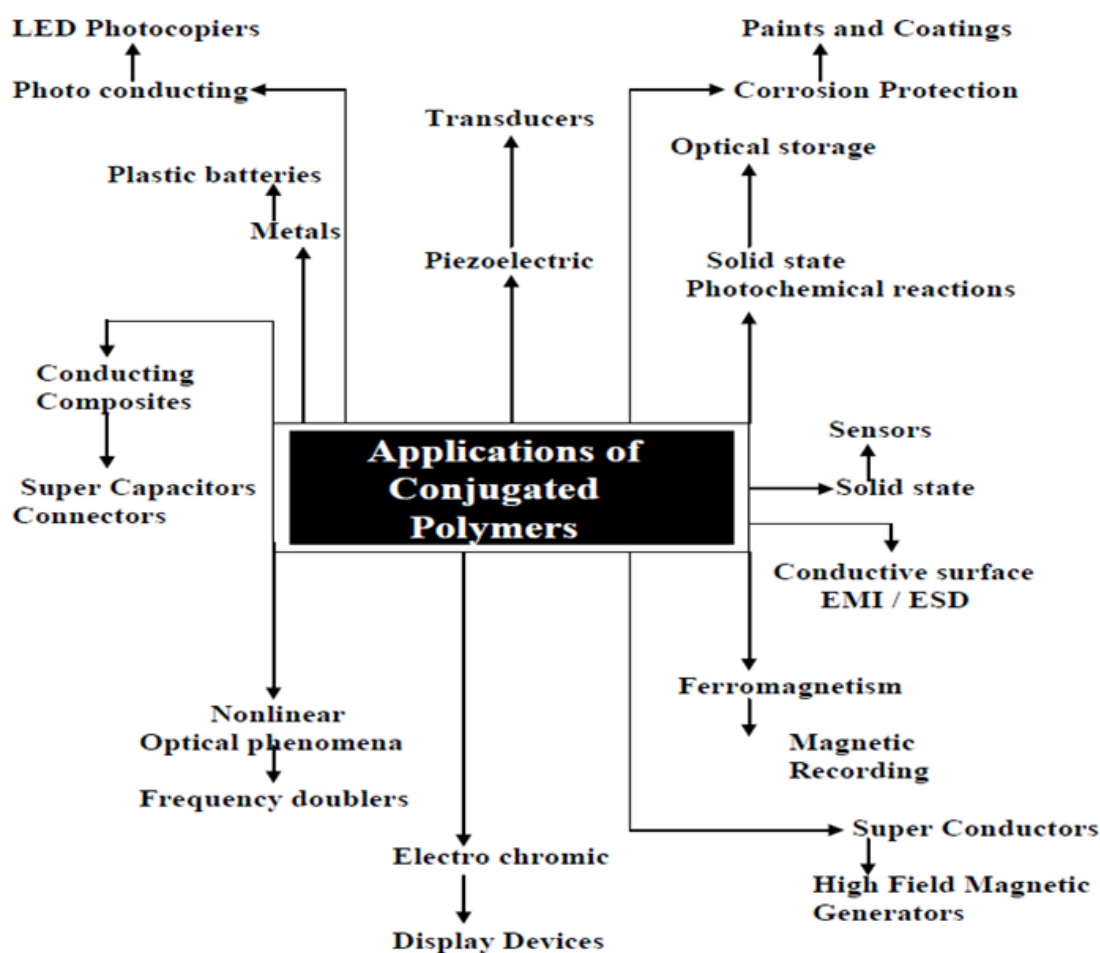 LED Photocopiers
Photo conducting
Paints and Coatings
Corrosion Protection
Transducers
Piezoelectric
Optical storage
Solid state
Photochemical reactions
Plastic batteries
Metals
Conducting
Composites
Super Capacitors
Connectors
Applications of
Conjugated
Polymers
Sensors
Solid state
Conductive surface
EMI / ESD
Ferromagnetism
Magnetic
Recording
Nonlinear
Optical phenomena
Frequency doublers
Electro chromic
Display Devices
Super Conductors
High Field Magnetic
Generators